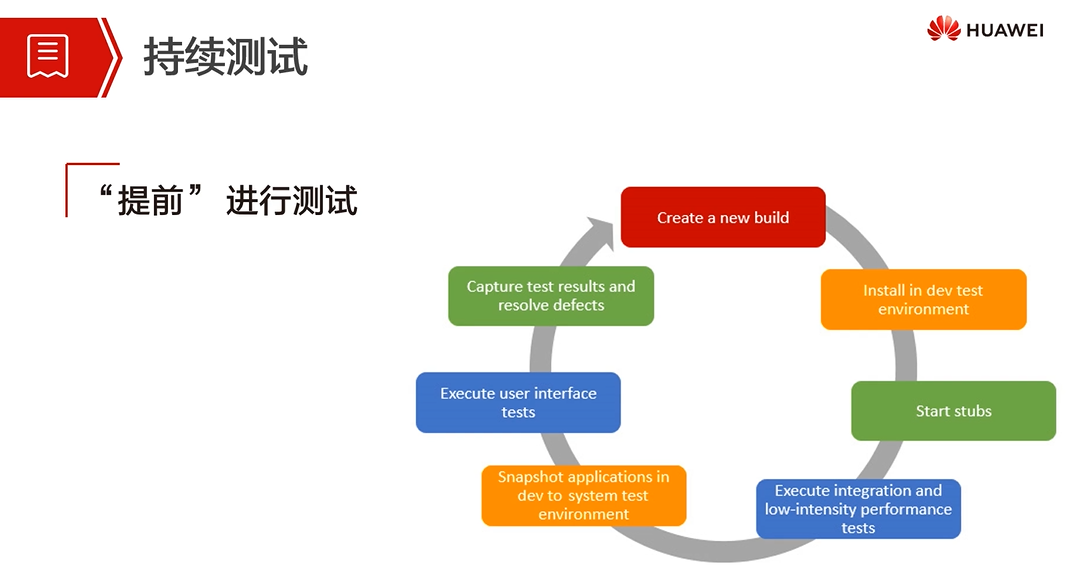 持续测试
HUAWEI
“提前” 进行测试
Create a new build
Install in dev test
environment
Start stubs
Execute integration and
low-intensity performance
tests
Snapshot applications in
dev to system test
environment
Execute user interface
tests
Capture test results and
resolve defects